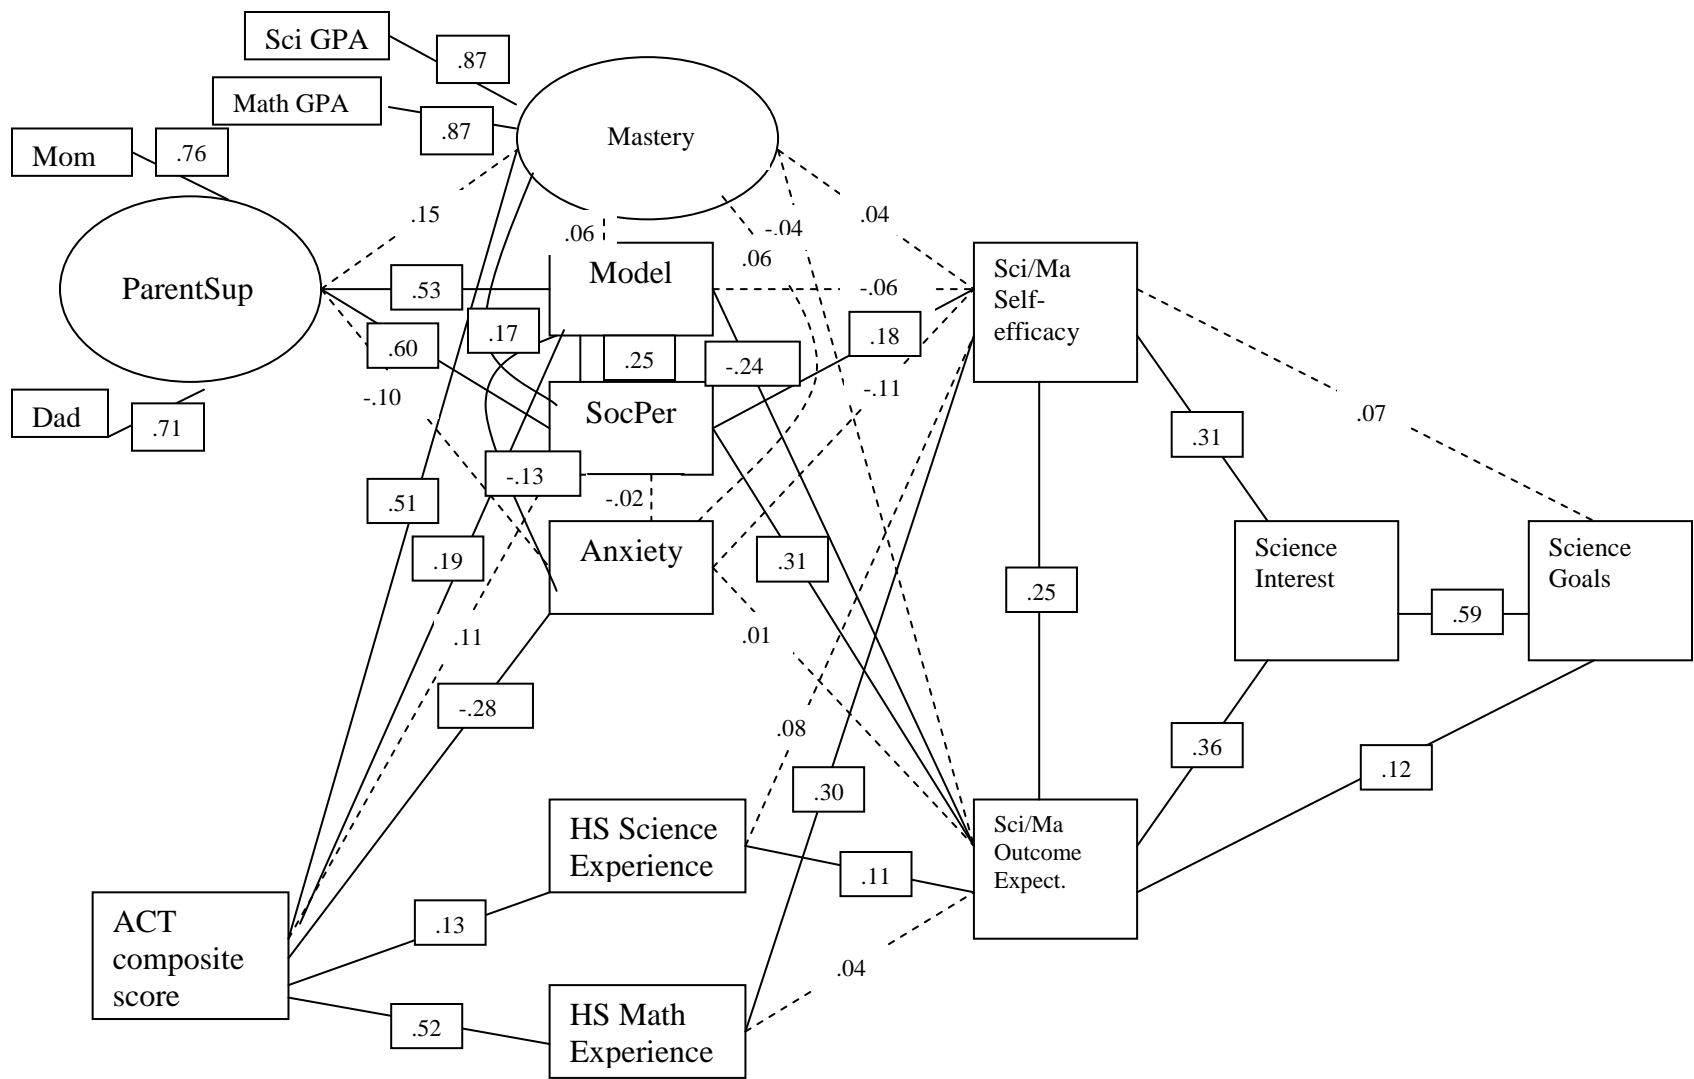 Sci GPA
.87
Math GPA
.87
Mastery
Mom
.76
.15
.06
-.04
.04
.06
ParentSup
.53
Model
-.06
Sci/Ma
Self-
efficacy
.17
.18
.60
.25
-.24
-.10
-.11
Dad
.71
SocPer
.07
.31
-.13
.51
-.02
.19
Anxiety
.31
.25
Science
Interest
.59
Science
Goals
.11
.01
-.28
.08
.36
.12
.30
HS Science
Experience
Sci/Ma
Outcome
Expect.
.11
ACT
composite
score
.13
.04
.52
HS Math
Experience